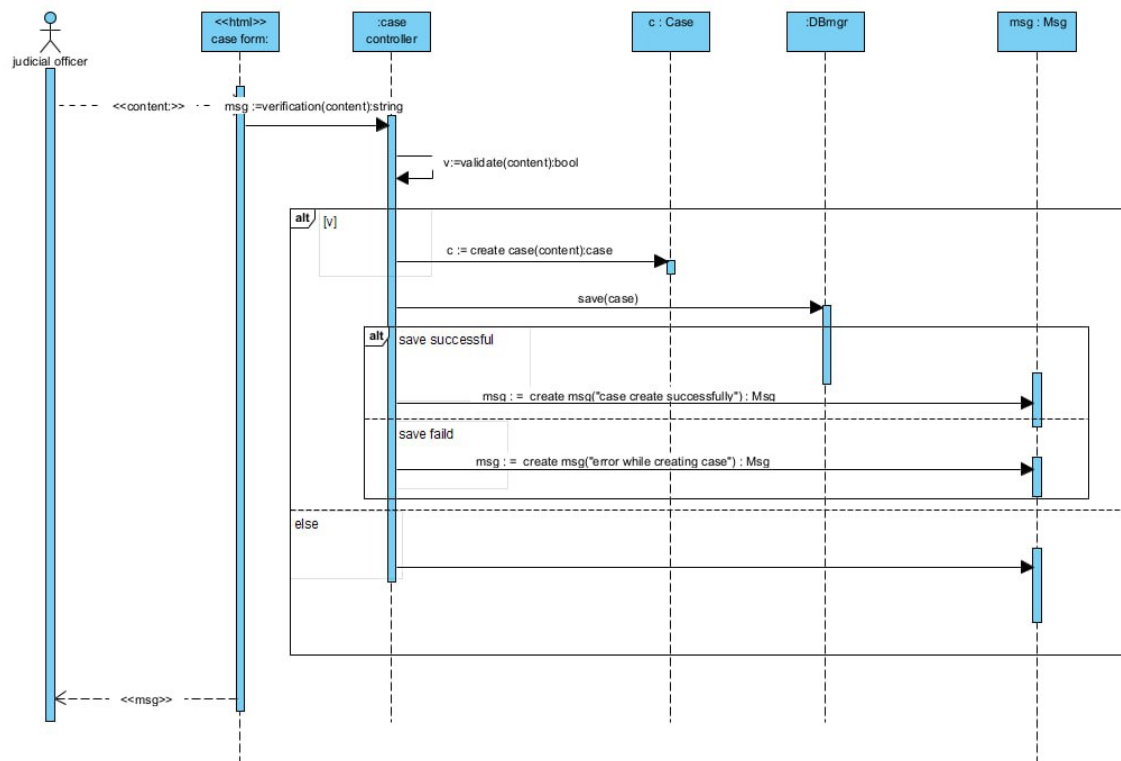 <<html>>
case form:
:case
controller
c : Case
:DBmgr
msg : Msg
judicial officer
<<content:>>
msg :=verification(content):string
v:=validate(content):bool
alt
[v]
c := create case(content):case
save(case)
alt
save successful
msg : = create msg("case create successfully") : Msg
save faild
msg : = create msg("error while creating case") : Msg
else
<<msg>>